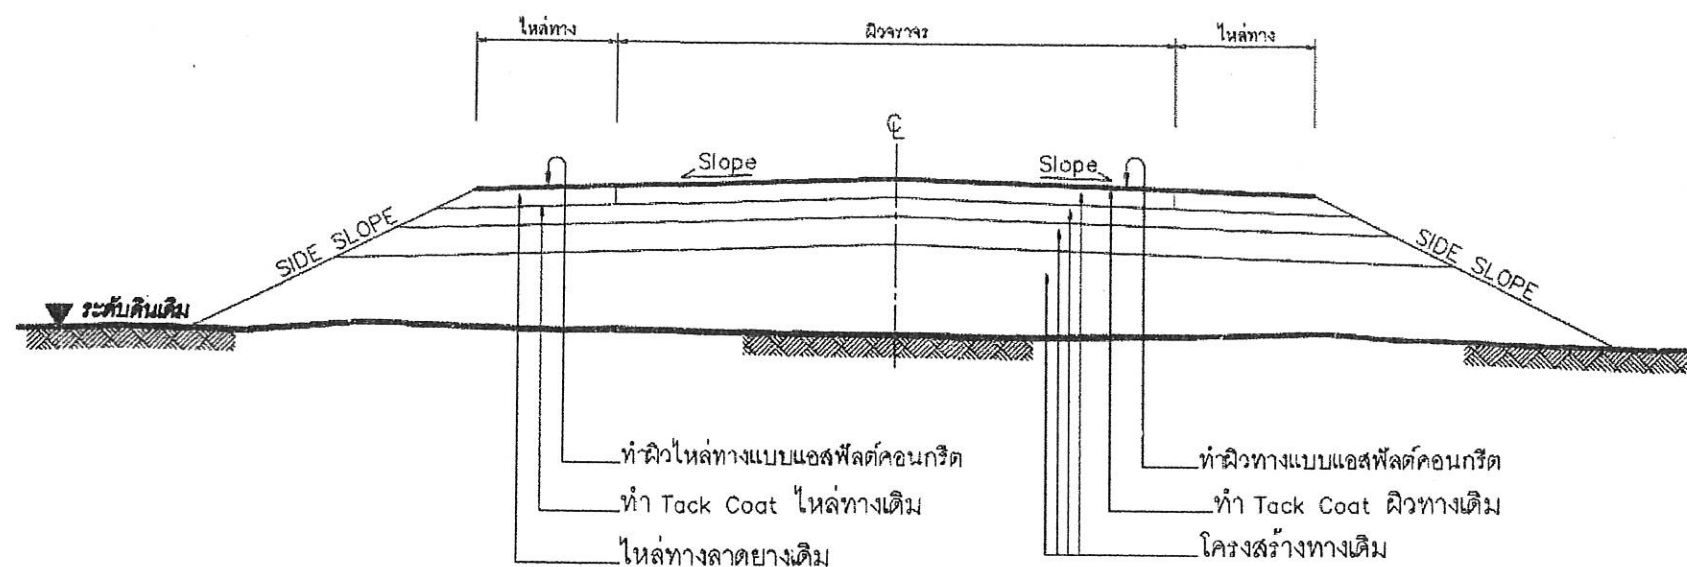 ไหล่ทาง
ผิวจราจร
ไหล่ทาง
℄
Slope
Slope
SIDE SLOPE
SIDE SLOPE
ระดับดินเดิม
ทำผิวไหล่ทางแบบแอสฟัลต์คอนกรีต
ทำ Tack Coat ไหล่ทางเดิม
ไหล่ทางลาดยางเดิม
ทำผิวทางแบบแอสฟัลต์คอนกรีต
ทำ Tack Coat ผิวทางเดิม
โครงสร้างทางเดิม